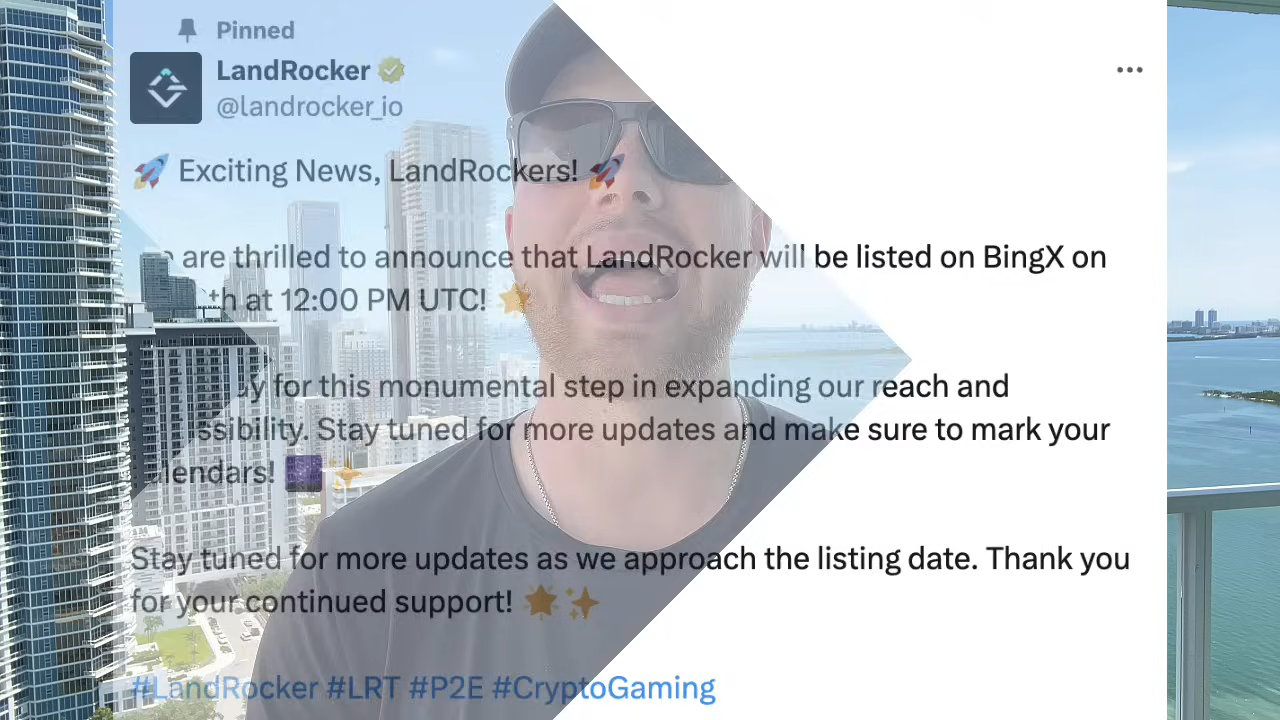 Pinned
LandRocker
@landrocker_io
Exciting News, LandRockers!
are thrilled to announce that LandRocker will be listed on BingX on
th at 12:00 PM UTC!
for this monumental step in expanding our reach and
Stay tuned for more updates and make sure to mark your
Stay tuned for more updates as we approach the listing date. Thank you
for your continued support!
#LandRocker #LRT #P2E #CryptoGaming